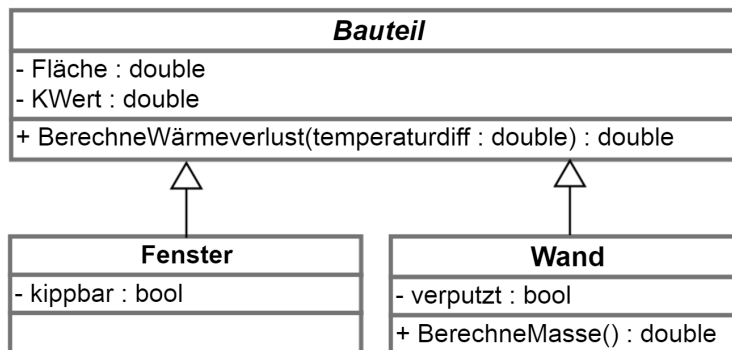 Bauteil
- Fläche : double
- KWert : double
+ BerechneWärmeverlust(temperaturdiff : double) : double
Fenster
- kippbar : bool
Wand
- verputzt : bool
+ BerechneMasse() : double